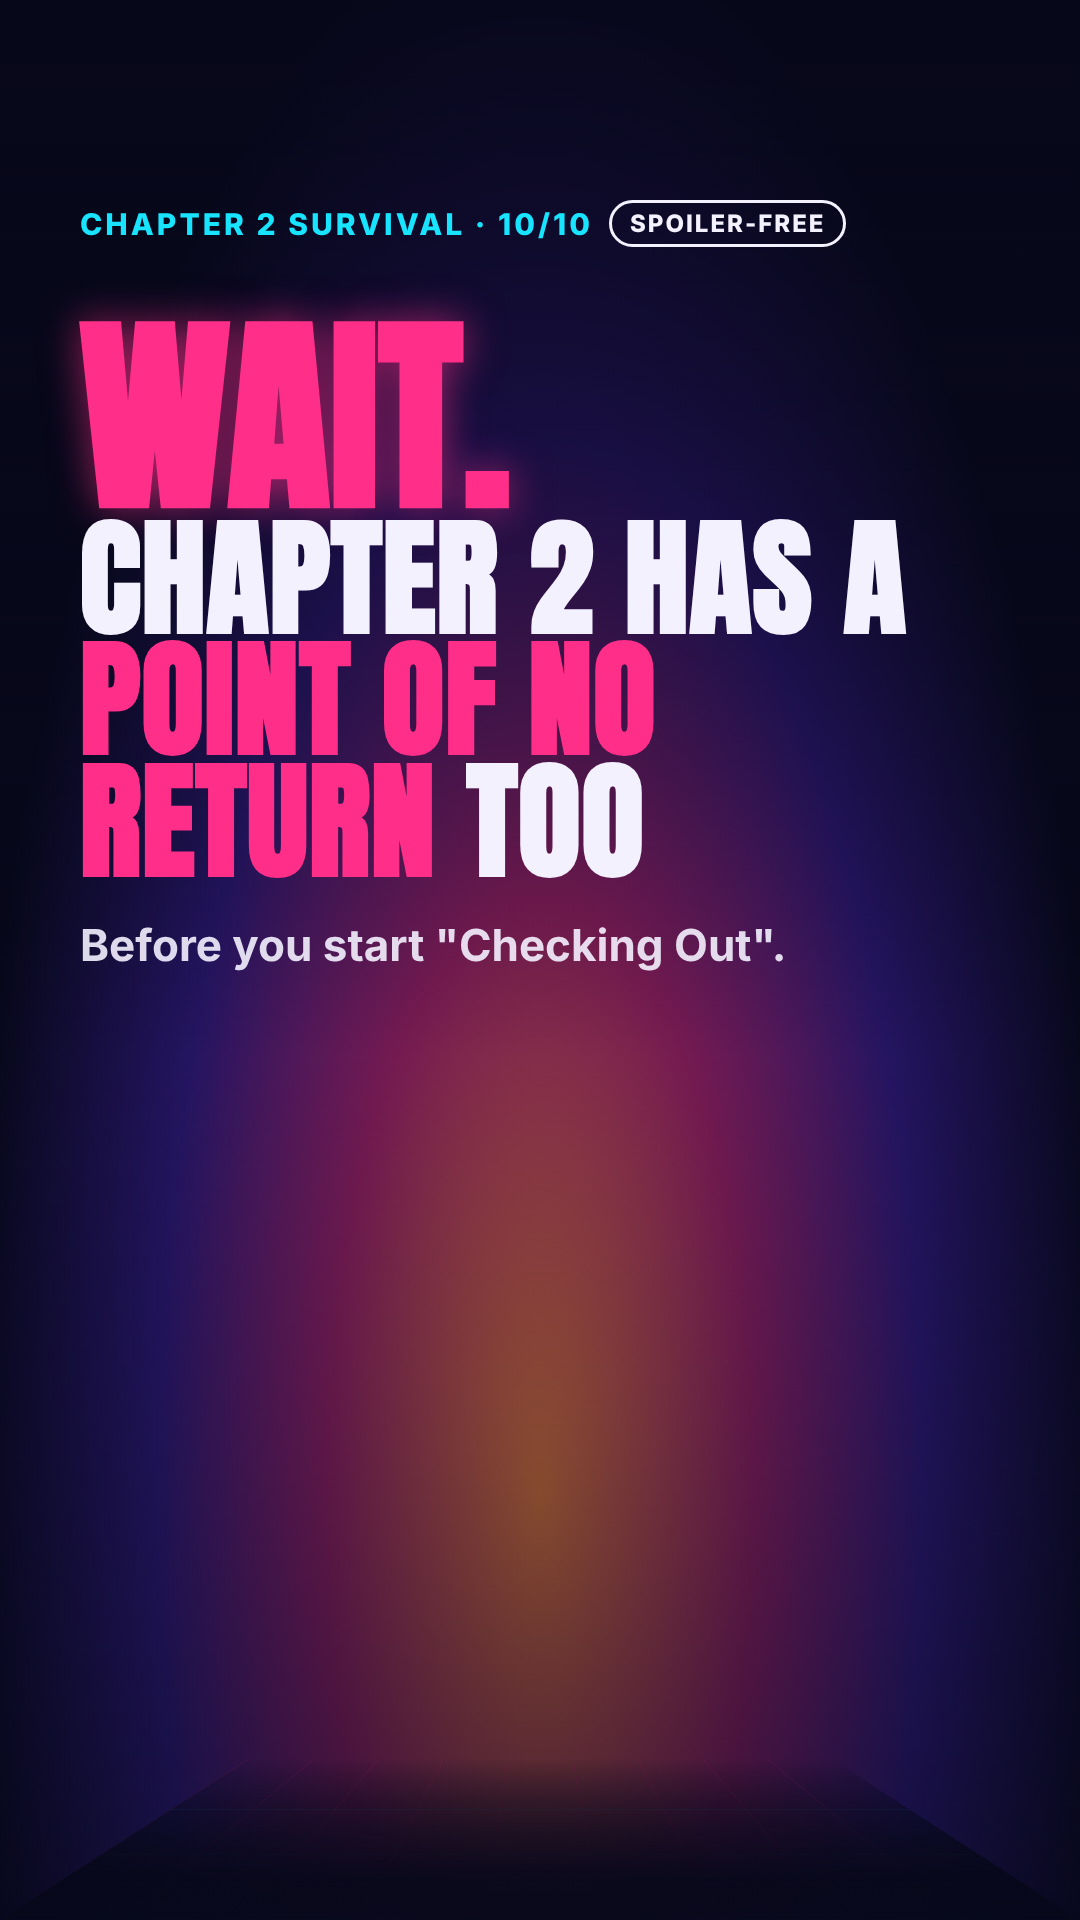 CHAPTER 2 SURVIVAL · 10/10 SPOILER-FREE
WAIT.
CHAPTER 2 HAS A
POINT OF NO
RETURN TOO
Before you start "Checking Out".